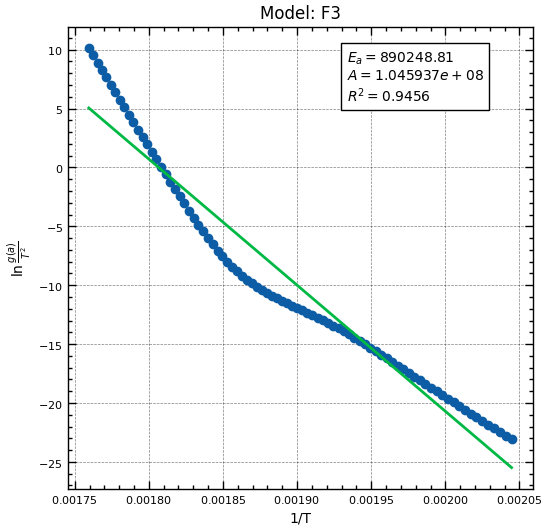 Model: F3
E_a = 890248.81
A = 1.045937e + 08
R² = 0.9456
ln g(a)/T²
10
5
0
−5
−10
−15
−20
−25
0.00175 0.00180 0.00185 0.00190 0.00195 0.00200 0.00205
1/T